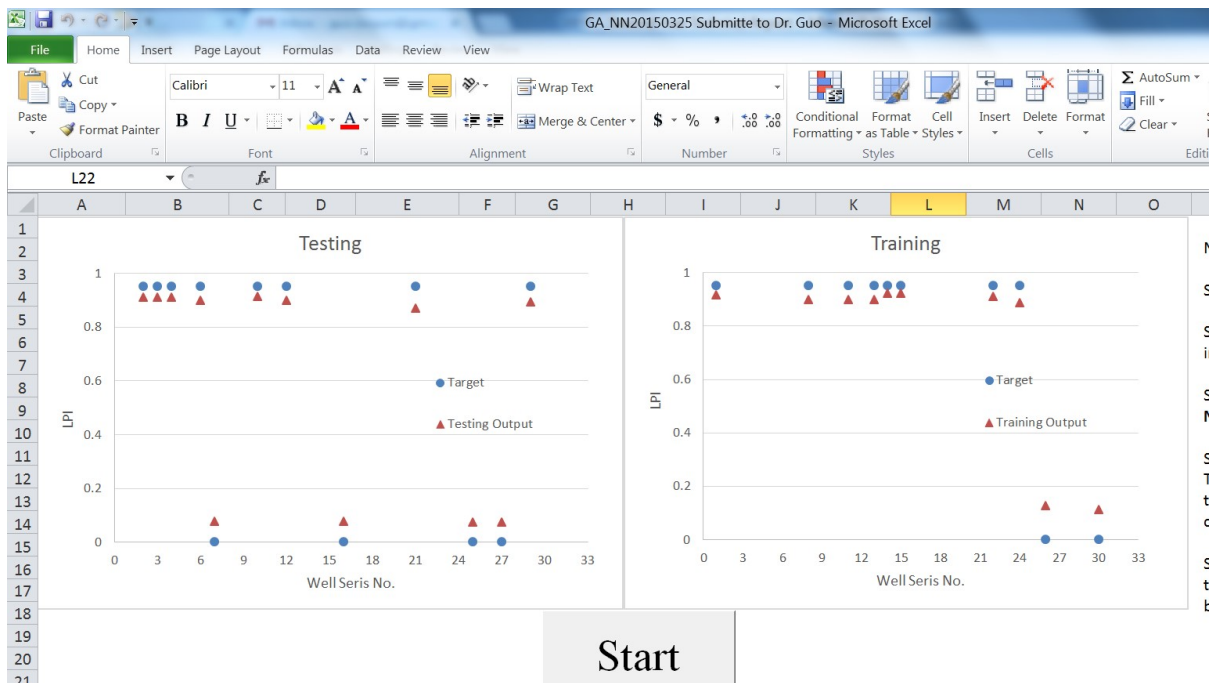 GA_NN20150325 Submitte to Dr. Guo - Microsoft Excel
File Home Insert Page Layout Formulas Data Review View
Paste
Cut
Copy
Format Painter
Clipboard
Calibri 11
B I U A
Font
Wrap Text
Merge & Center
Alignment
General
$ % ,
Number
Conditional Formatting
Format as Table
Cell Styles
Styles
Insert Delete Format
Cells
Σ AutoSum
Fill
Clear
Editi
L22 fx
A B C D E F G H I J K L M N O
1
2
3
4
5
6
7
8
9
10
11
12
13
14
15
16
17
18
19
20
21
Testing
LPI
1
0.8
0.6
0.4
0.2
0
0 3 6 9 12 15 18 21 24 27 30 33
Well Seris No.
Target
Testing Output
Training
LPI
1
0.8
0.6
0.4
0.2
0
0 3 6 9 12 15 18 21 24 27 30 33
Well Seris No.
Target
Training Output
Start